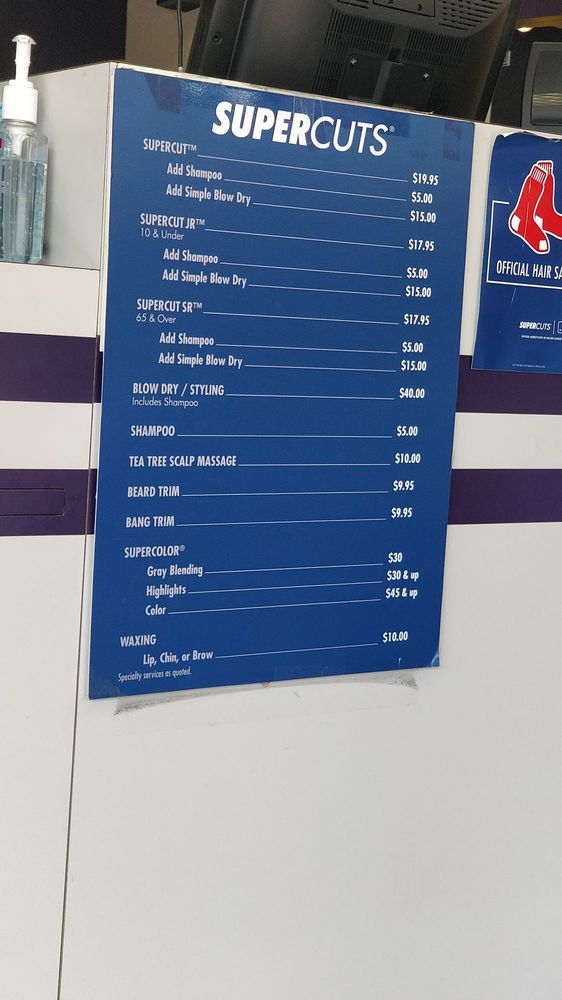 SUPERCUTS®
SUPERCUT™ $19.95
Add Shampoo $5.00
Add Simple Blow Dry $15.00
SUPERCUT JR™ $17.95
10 & Under
Add Shampoo $5.00
Add Simple Blow Dry $15.00
SUPERCUT SR™ $17.95
65 & Over
Add Shampoo $5.00
Add Simple Blow Dry $15.00
BLOW DRY / STYLING $40.00
Includes Shampoo
SHAMPOO $5.00
TEA TREE SCALP MASSAGE $10.00
BEARD TRIM $9.95
BANG TRIM $9.95
SUPERCOLOR®
Gray Blending $30
Highlights $30 & up
Color $45 & up
WAXING
Lip, Chin, or Brow $10.00
Specialty services as quoted.
OFFICIAL HAIR SA
SUPERCUTS